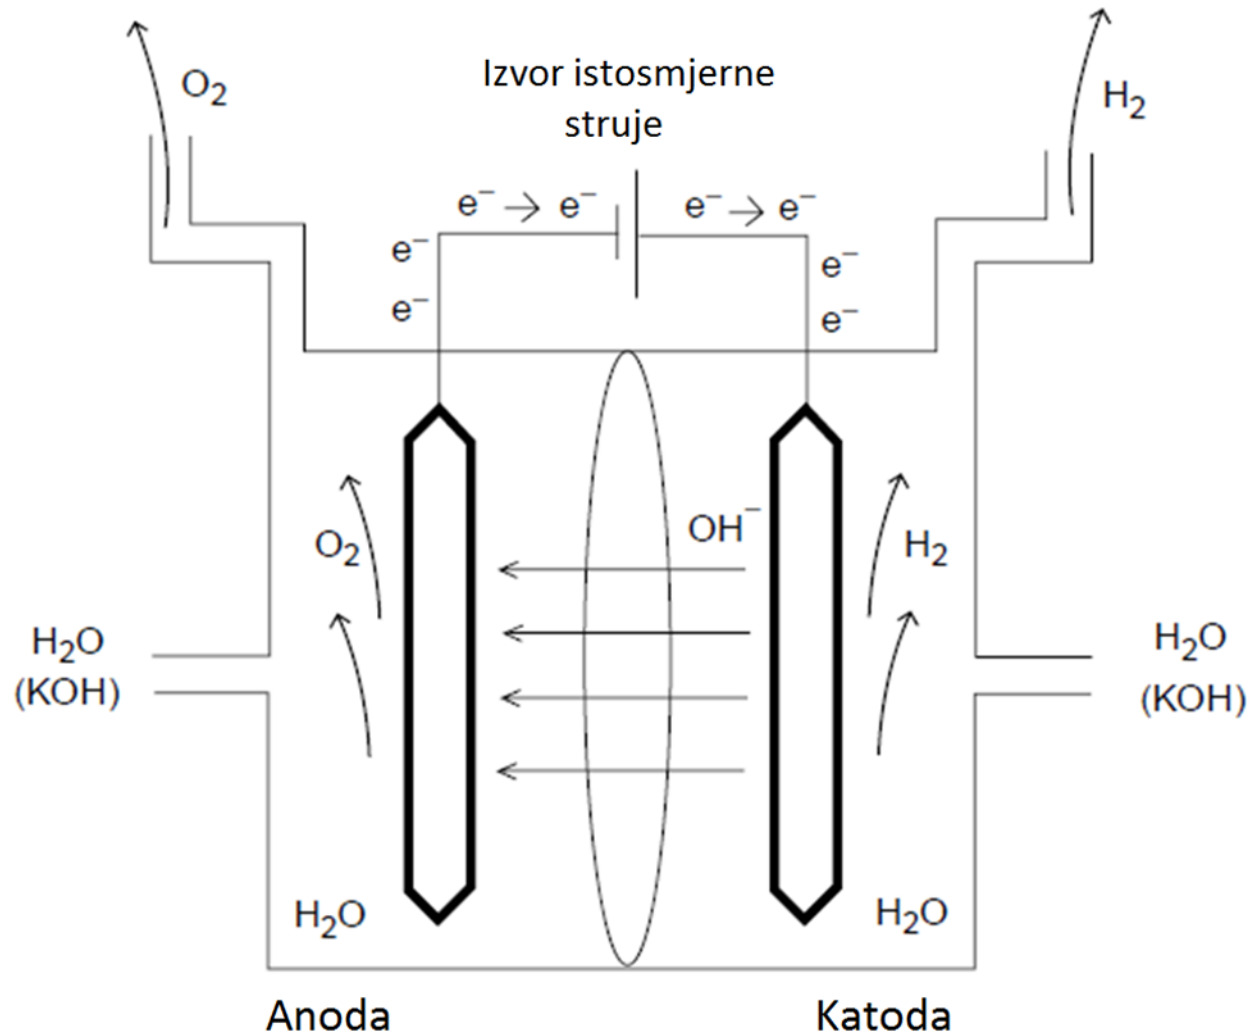 O₂
Izvor istosmjerne
struje
H₂
e⁻ → e⁻
e⁻ → e⁻
e⁻
e⁻
e⁻
e⁻
OH⁻
O₂
H₂
H₂O
(KOH)
H₂O
(KOH)
H₂O
H₂O
Anoda
Katoda